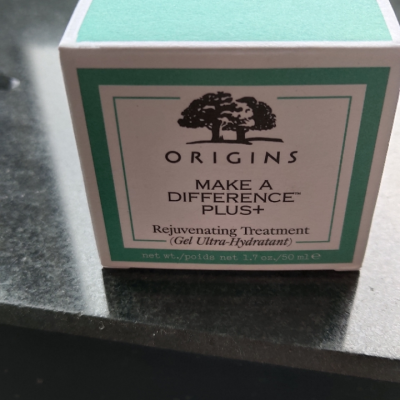 ORIGINS
MAKE A
DIFFERENCE™
PLUS+
Rejuvenating Treatment
(Gel Ultra-Hydratant)
net wt./poids net 1.7 oz./50 ml ℮